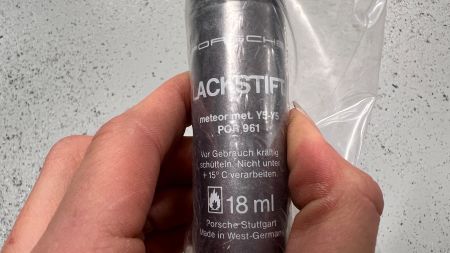 PORSCHE
LACKSTIFT
meteor met. Y5-Y5
POR 961
Vor Gebrauch kräftig
schütteln. Nicht unter
+ 15° C verarbeiten.
18 ml
Porsche Stuttgart
Made in West-Germany